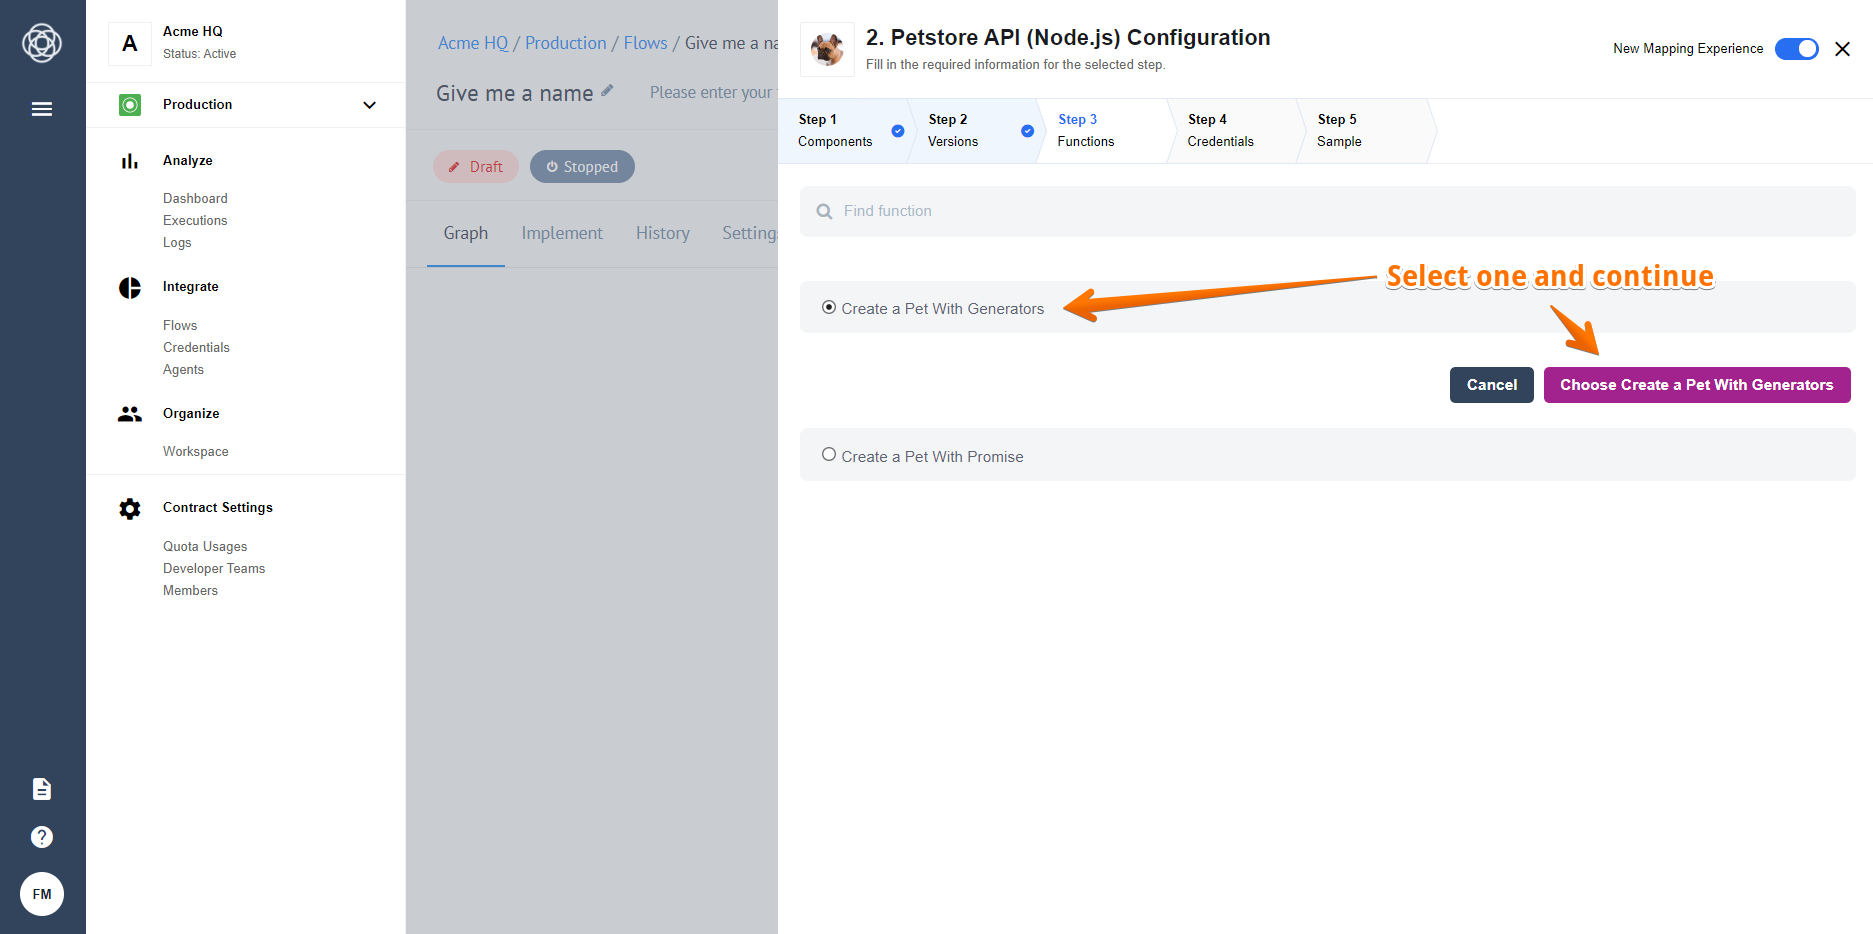 A
Acme HQ
Status: Active
Production
Analyze
Dashboard
Executions
Logs
Integrate
Flows
Credentials
Agents
Organize
Workspace
Contract Settings
Quota Usages
Developer Teams
Members
?
FM
Acme HQ / Production / Flows / Give me a na
Give me a name
Please enter your
Draft
Stopped
Graph Implement History Setting
2. Petstore API (Node.js) Configuration
Fill in the required information for the selected step.
New Mapping Experience
Step 1
Components
Step 2
Versions
Step 3
Functions
Step 4
Credentials
Step 5
Sample
Find function
Select one and continue
Create a Pet With Generators
Cancel
Choose Create a Pet With Generators
Create a Pet With Promise